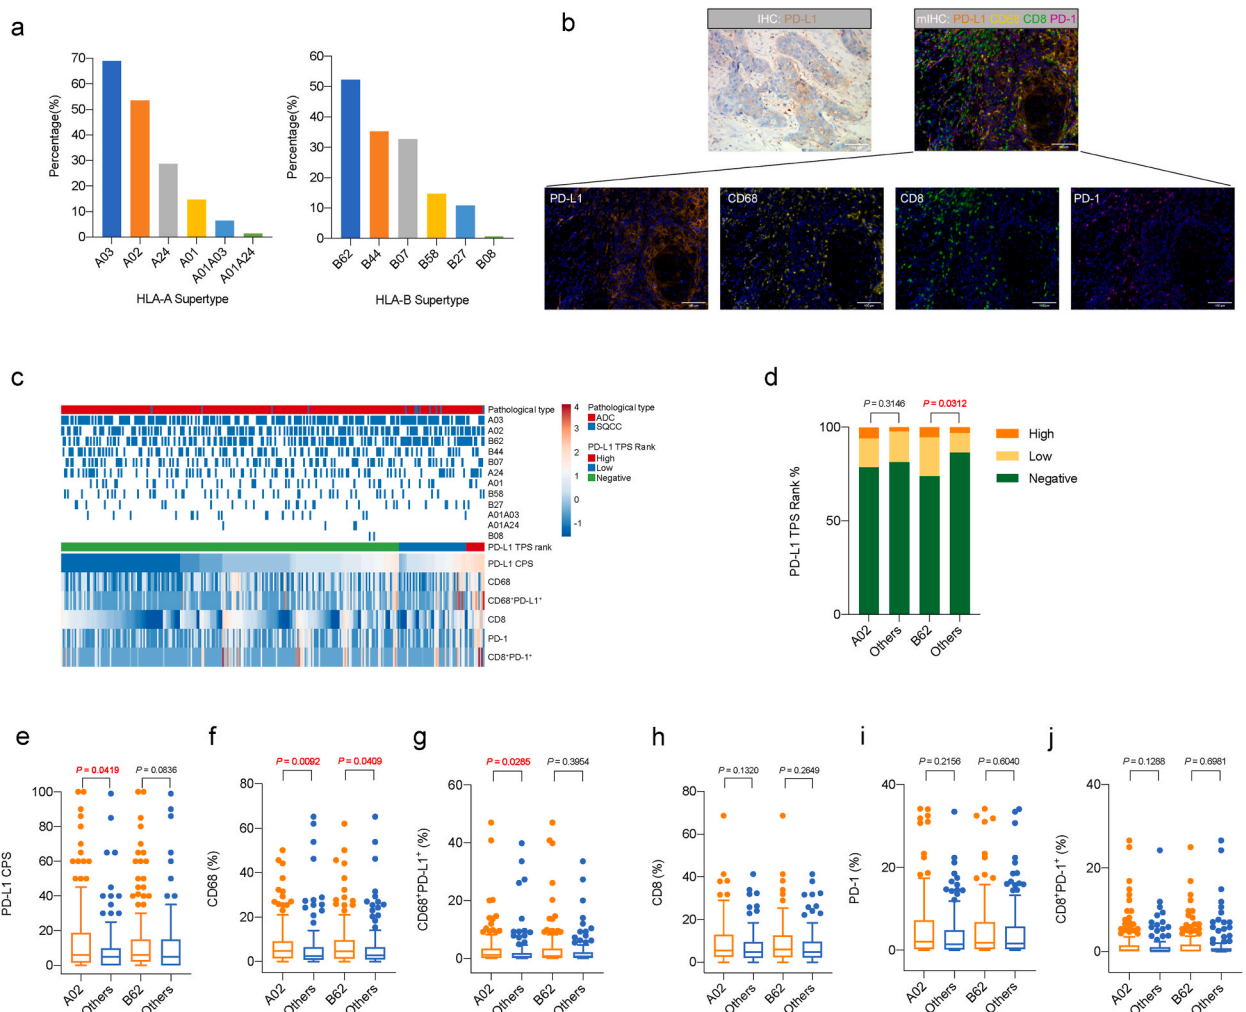 a
Percentage(%)
70
60
50
40
30
20
10
0
A03
A02
A24
A01
A01A03
A01A24
HLA-A Supertype
Percentage(%)
60
50
40
30
20
10
0
B62
B44
B07
B58
B27
B08
HLA-B Supertype
b
IHC: PD-L1
mIHC: PD-L1 CD68 CD8 PD-1
PD-L1
CD68
CD8
PD-1
c
Pathological type
A03
A02
B62
B44
B07
A24
A01
B58
B27
A01A03
A01A24
B08
PD-L1 TPS rank
PD-L1 CPS
CD68
CD68⁺PD-L1⁺
CD8
PD-1
CD8⁺PD-1⁺
4
3
2
1
0
-1
Pathological type
ADC
SQCC
PD-L1 TPS Rank
High
Low
Negative
d
P = 0.3146
P = 0.0312
PD-L1 TPS Rank %
100
50
0
A02
Others
B62
Others
High
Low
Negative
e
P = 0.0419
P = 0.0836
PD-L1 CPS
100
80
60
40
20
0
A02
Others
B62
Others
f
P = 0.0092
P = 0.0409
CD68 (%)
80
60
40
20
0
A02
Others
B62
Others
g
P = 0.0285
P = 0.3954
CD68⁺PD-L1⁺ (%)
60
40
20
0
A02
Others
B62
Others
h
P = 0.1320
P = 0.2649
CD8 (%)
80
60
40
20
0
A02
Others
B62
Others
i
P = 0.2156
P = 0.6040
PD-1 (%)
40
20
0
A02
Others
B62
Others
j
P = 0.1288
P = 0.6981
CD8⁺PD-1⁺ (%)
40
20
0
A02
Others
B62
Others